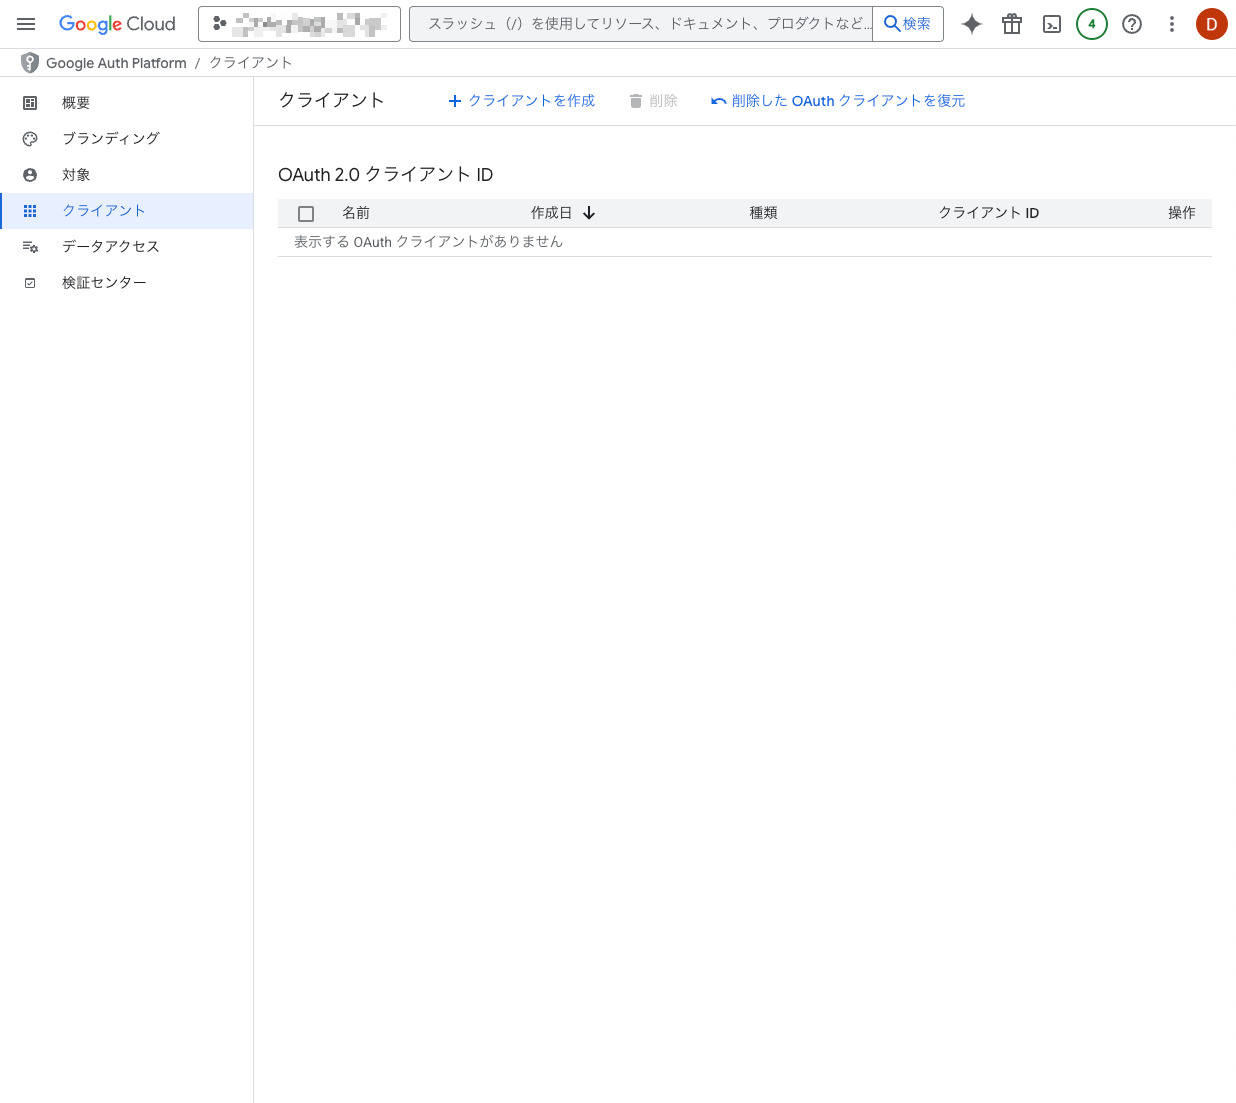 Google Cloud
スラッシュ（/）を使用してリソース、ドキュメント、プロダクトなど...
検索
4
D
Google Auth Platform / クライアント
概要
ブランディング
対象
クライアント
データアクセス
検証センター
クライアント
クライアントを作成
削除
削除した OAuth クライアントを復元
OAuth 2.0 クライアント ID
名前 作成日 種類 クライアント ID 操作
表示する OAuth クライアントがありません